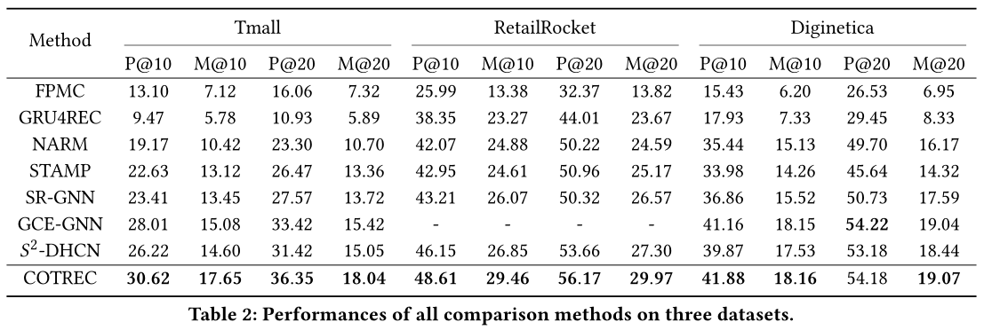 Method Tmall RetailRocket Diginetica
P@10 M@10 P@20 M@20 P@10 M@10 P@20 M@20 P@10 M@10 P@20 M@20
FPMC 13.10 7.12 16.06 7.32 25.99 13.38 32.37 13.82 15.43 6.20 26.53 6.95
GRU4REC 9.47 5.78 10.93 5.89 38.35 23.27 44.01 23.67 17.93 7.33 29.45 8.33
NARM 19.17 10.42 23.30 10.70 42.07 24.88 50.22 24.59 35.44 15.13 49.70 16.17
STAMP 22.63 13.12 26.47 13.36 42.95 24.61 50.96 25.17 33.98 14.26 45.64 14.32
SR-GNN 23.41 13.45 27.57 13.72 43.21 26.07 50.32 26.57 36.86 15.52 50.73 17.59
GCE-GNN 28.01 15.08 33.42 15.42 - - - - 41.16 18.15 54.22 19.04
S²-DHCN 26.22 14.60 31.42 15.05 46.15 26.85 53.66 27.30 39.87 17.53 53.18 18.44
COTREC 30.62 17.65 36.35 18.04 48.61 29.46 56.17 29.97 41.88 18.16 54.18 19.07
Table 2: Performances of all comparison methods on three datasets.